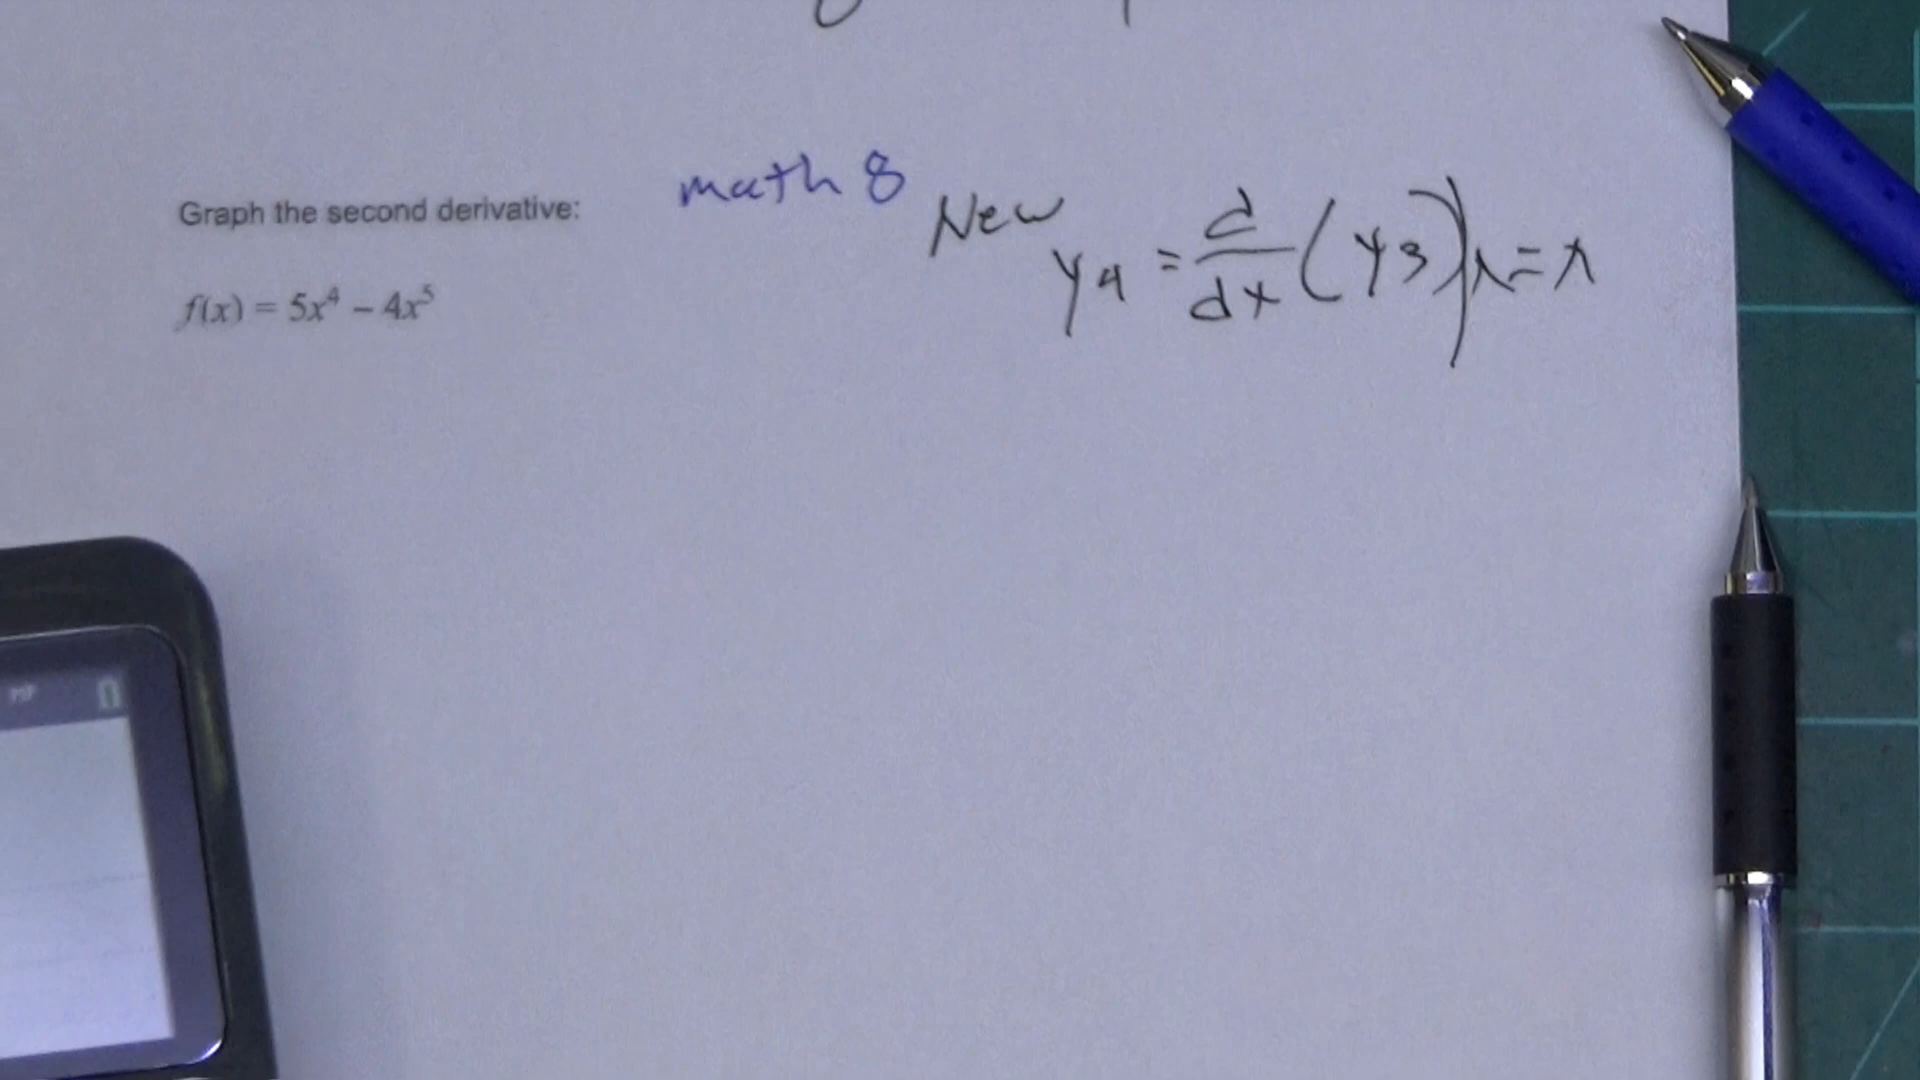 math 8
Graph the second derivative:
New
y4 = d/dx (y3)|x=x
f(x) = 5x⁴ – 4x⁵